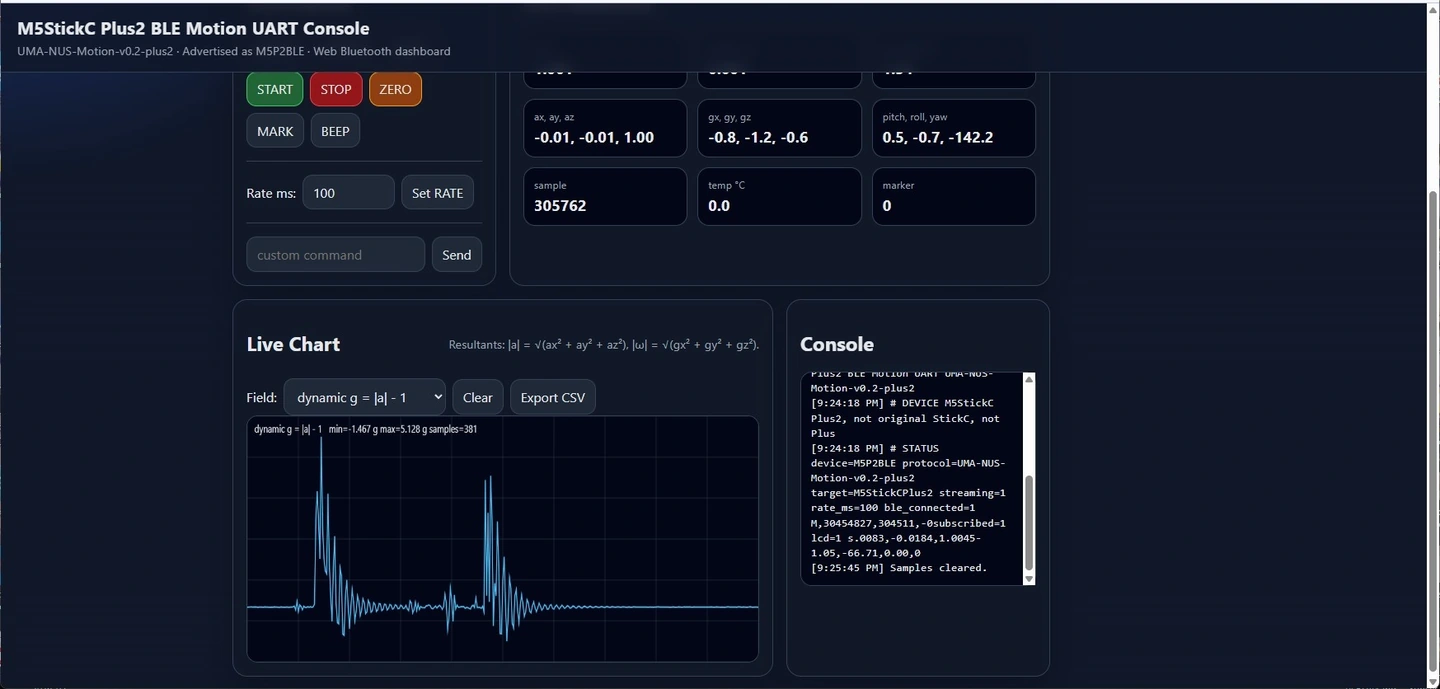 M5StickC Plus2 BLE Motion UART Console
UMA-NUS-Motion-v0.2-plus2 · Advertised as M5P2BLE · Web Bluetooth dashboard
START STOP ZERO
MARK BEEP
Rate ms: 100 Set RATE
custom command Send
ax, ay, az
-0.01, -0.01, 1.00
gx, gy, gz
-0.8, -1.2, -0.6
pitch, roll, yaw
0.5, -0.7, -142.2
sample
305762
temp °C
0.0
marker
0
Live Chart
Resultants: |a| = √(ax² + ay² + az²), |ω| = √(gx² + gy² + gz²).
Field: dynamic g = |a| - 1 Clear Export CSV
dynamic g = |a| - 1 min=-1.467 g max=5.128 g samples=381
Console
Plus2 BLE Motion UART UMA-NUS-
Motion-v0.2-plus2
[9:24:18 PM] # DEVICE M5StickC
Plus2, not original StickC, not
Plus
[9:24:18 PM] # STATUS
device=M5P2BLE protocol=UMA-NUS-
Motion-v0.2-plus2
target=M5StickCPlus2 streaming=1
rate_ms=100 ble_connected=1
M,30454827,304511,-0subscribed=1
lcd=1 s.0083,-0.0184,1.0045-
1.05,-66.71,0.00,0
[9:25:45 PM] Samples cleared.